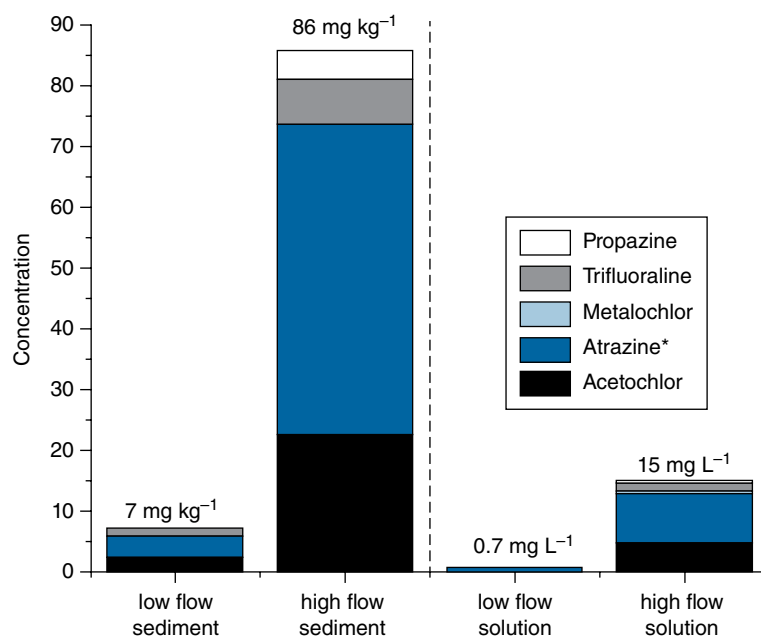 90
80
70
60
50
40
30
20
10
0
Concentration
7 mg kg⁻¹
86 mg kg⁻¹
0.7 mg L⁻¹
15 mg L⁻¹
Propazine
Trifluoraline
Metalochlor
Atrazine*
Acetochlor
low flow
sediment
high flow
sediment
low flow
solution
high flow
solution